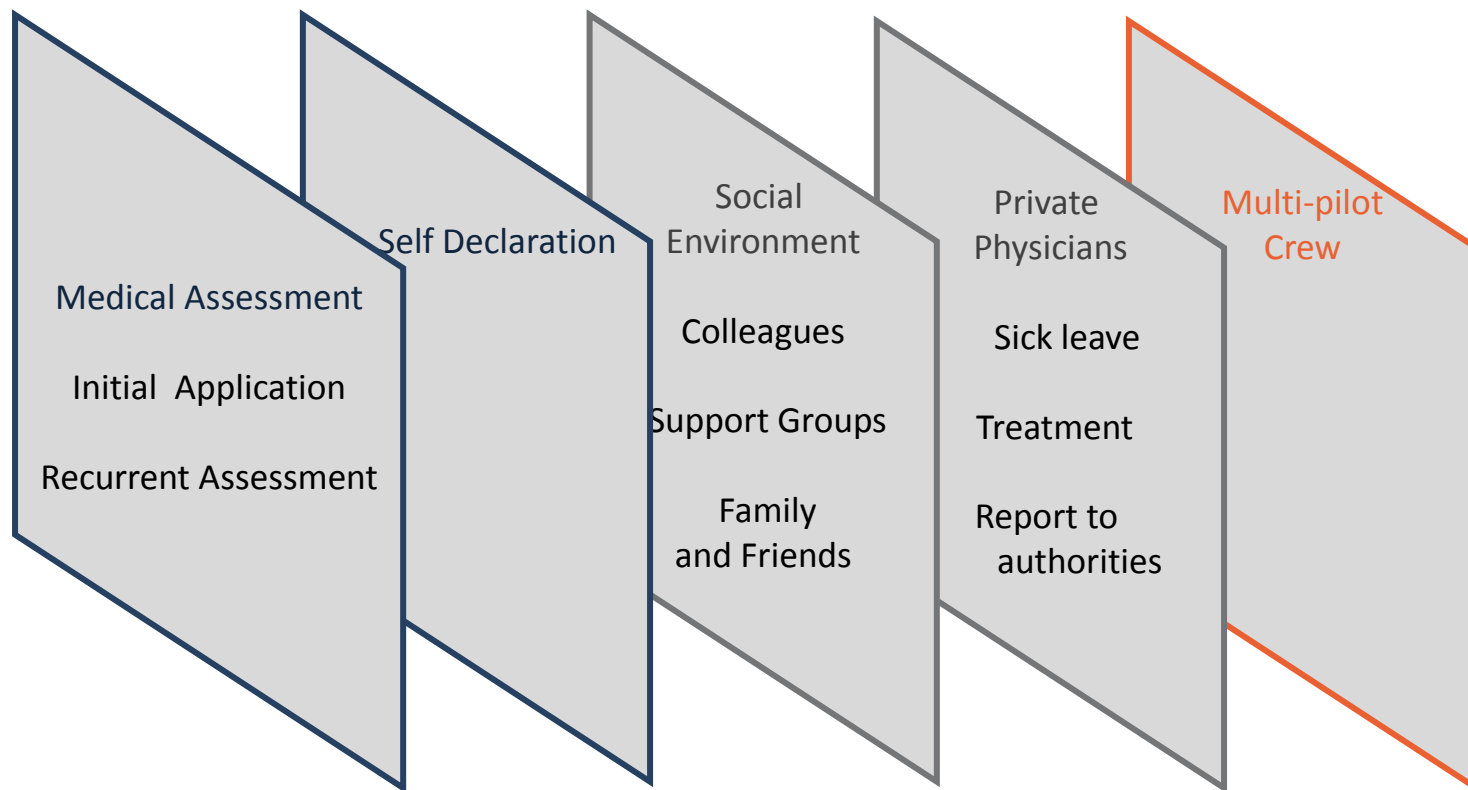 Medical Assessment
Initial  Application
Recurrent Assessment
Self Declaration
Social
Environment
Colleagues
Support Groups
Family
and Friends
Private
Physicians
Sick leave
Treatment
Report to
authorities
Multi-pilot
Crew